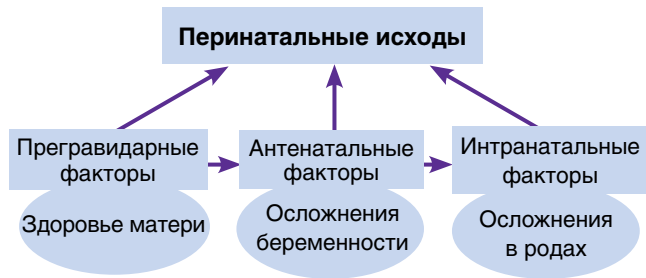 Перинатальные исходы
Прегравидарные
факторы
Здоровье матери
Антенатальные
факторы
Осложнения
беременности
Интранатальные
факторы
Осложнения
в родах